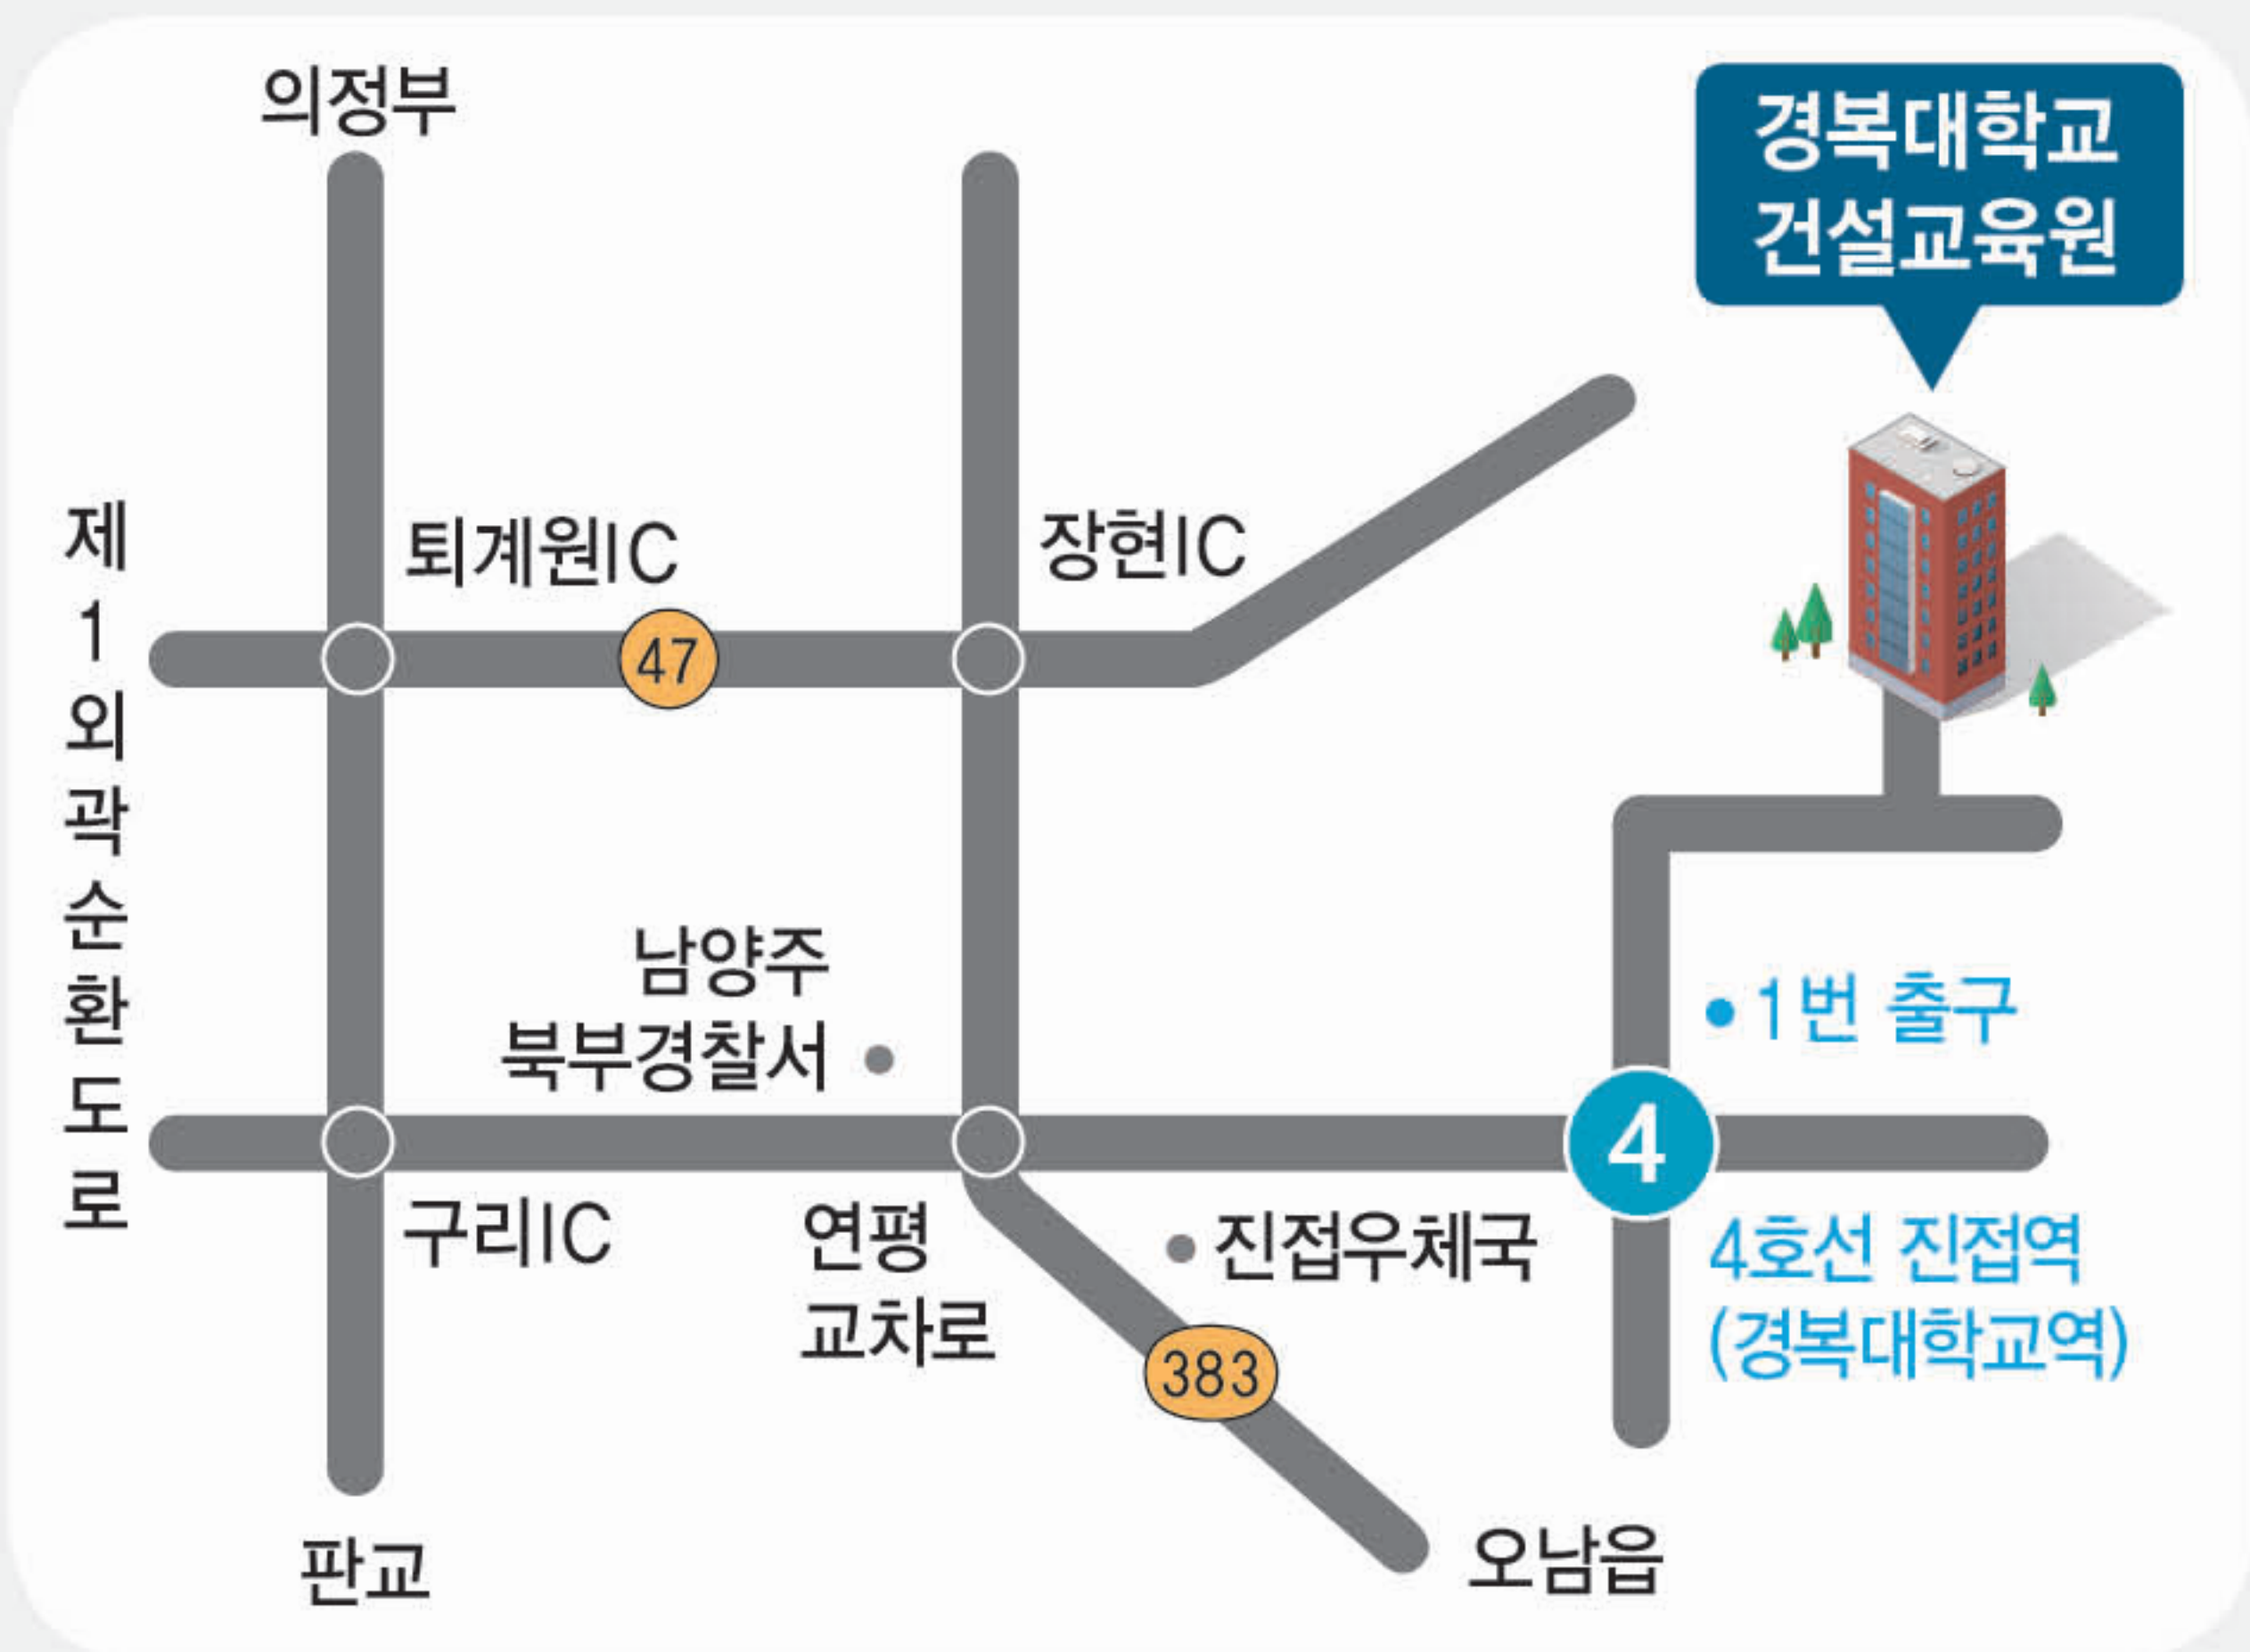 의정부
경복대학교
건설교육원
제1외곽순환도로
퇴계원IC
장현IC
47
남양주
북부경찰서
1번 출구
4
구리IC
연평
교차로
진접우체국
4호선 진접역
(경복대학교역)
383
판교
오남읍